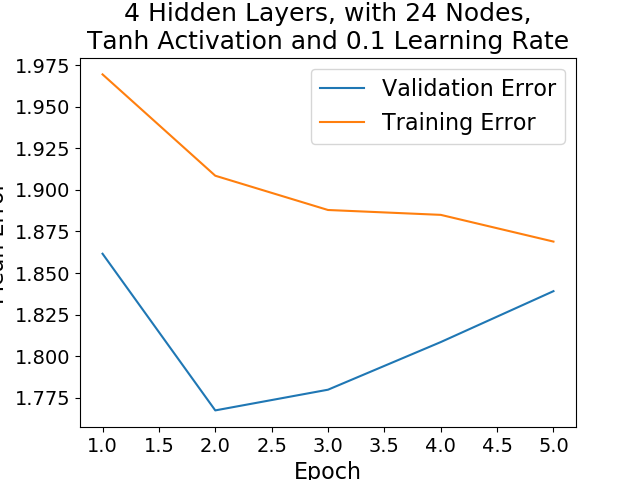 4 Hidden Layers, with 24 Nodes,
Tanh Activation and 0.1 Learning Rate
Validation Error
Training Error
1.975
1.950
1.925
1.900
1.875
1.850
1.825
1.800
1.775
1.0 1.5 2.0 2.5 3.0 3.5 4.0 4.5 5.0
Epoch